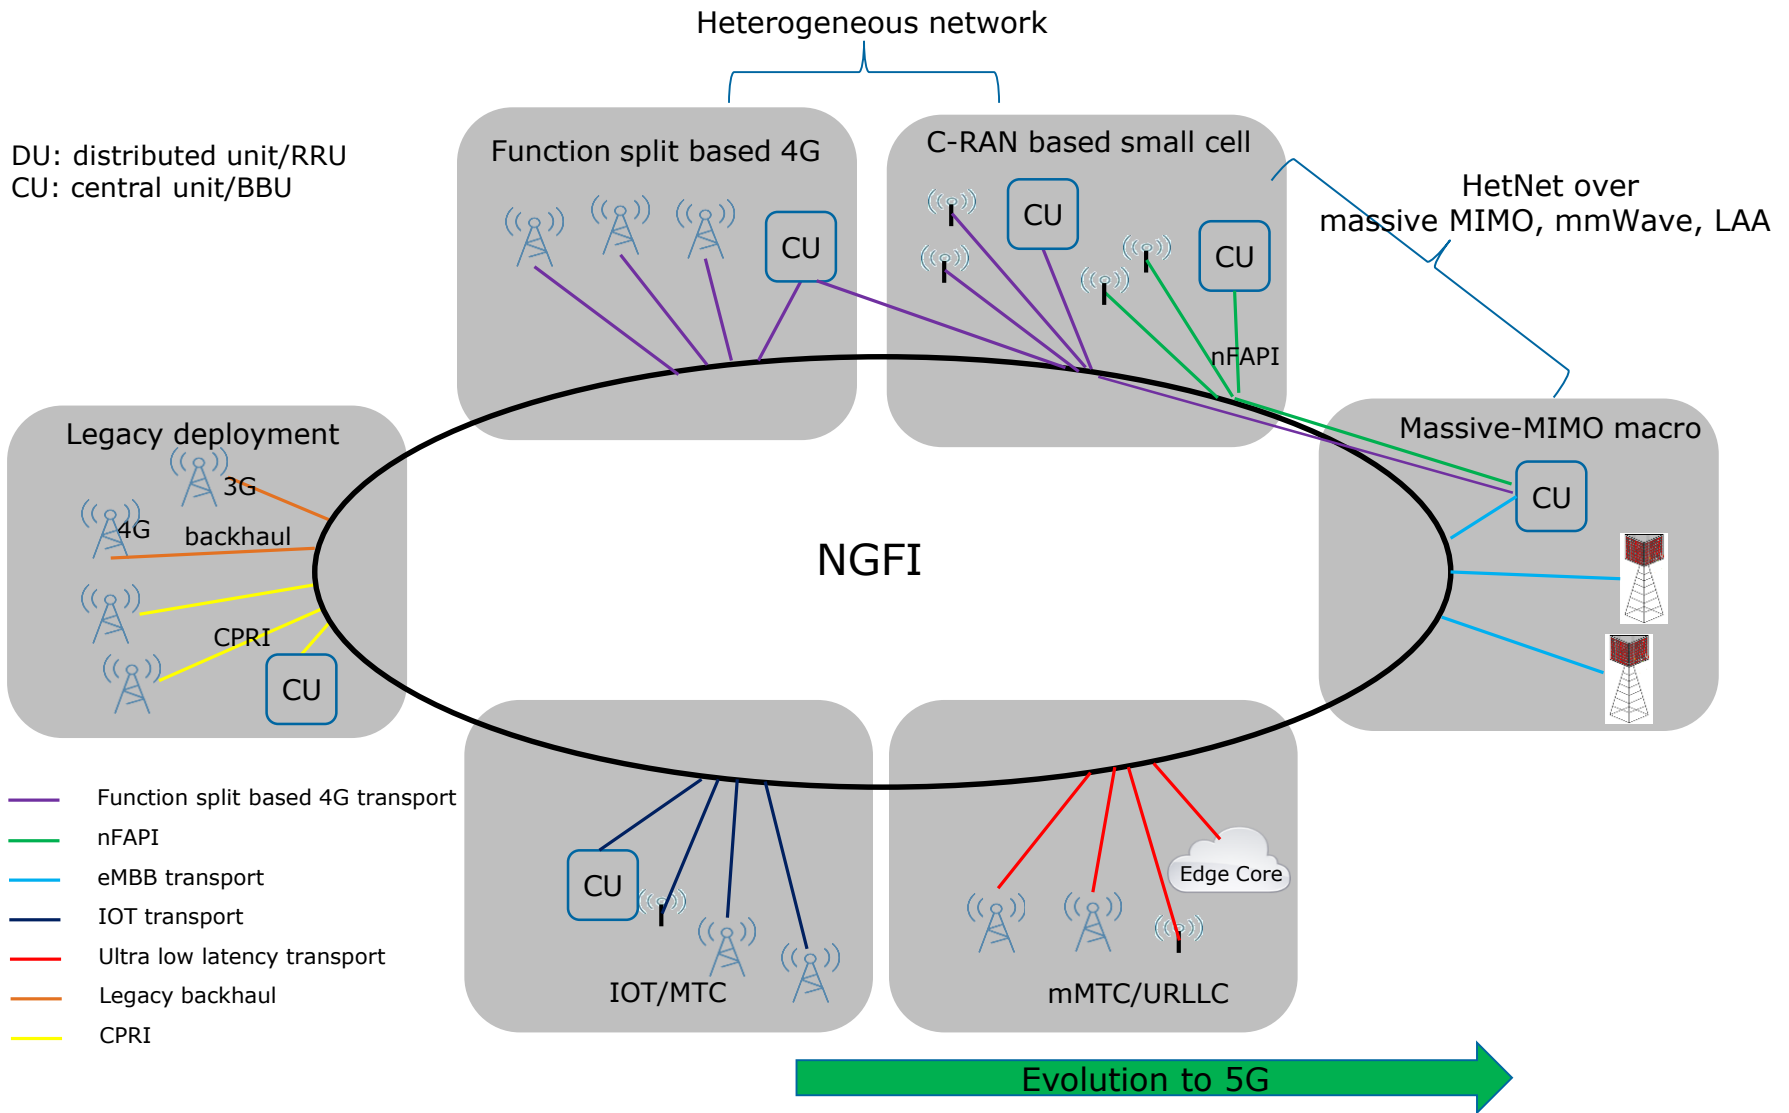 Heterogeneous network
DU: distributed unit/RRU
CU: central unit/BBU
Function split based 4G
CU
C-RAN based small cell
CU
CU
nFAPI
HetNet over
massive MIMO, mmWave, LAA
Legacy deployment
3G
4G
backhaul
CPRI
CU
NGFI
Massive-MIMO macro
CU
Function split based 4G transport
nFAPI
eMBB transport
IOT transport
Ultra low latency transport
Legacy backhaul
CPRI
CU
IOT/MTC
Edge Core
mMTC/URLLC
Evolution to 5G